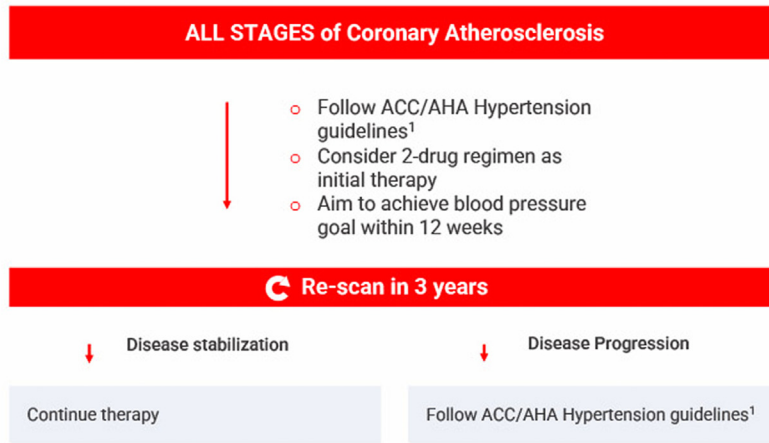 ALL STAGES of Coronary Atherosclerosis
○ Follow ACC/AHA Hypertension
guidelines¹
○ Consider 2-drug regimen as
initial therapy
○ Aim to achieve blood pressure
goal within 12 weeks
Re-scan in 3 years
Disease stabilization
Disease Progression
Continue therapy
Follow ACC/AHA Hypertension guidelines¹